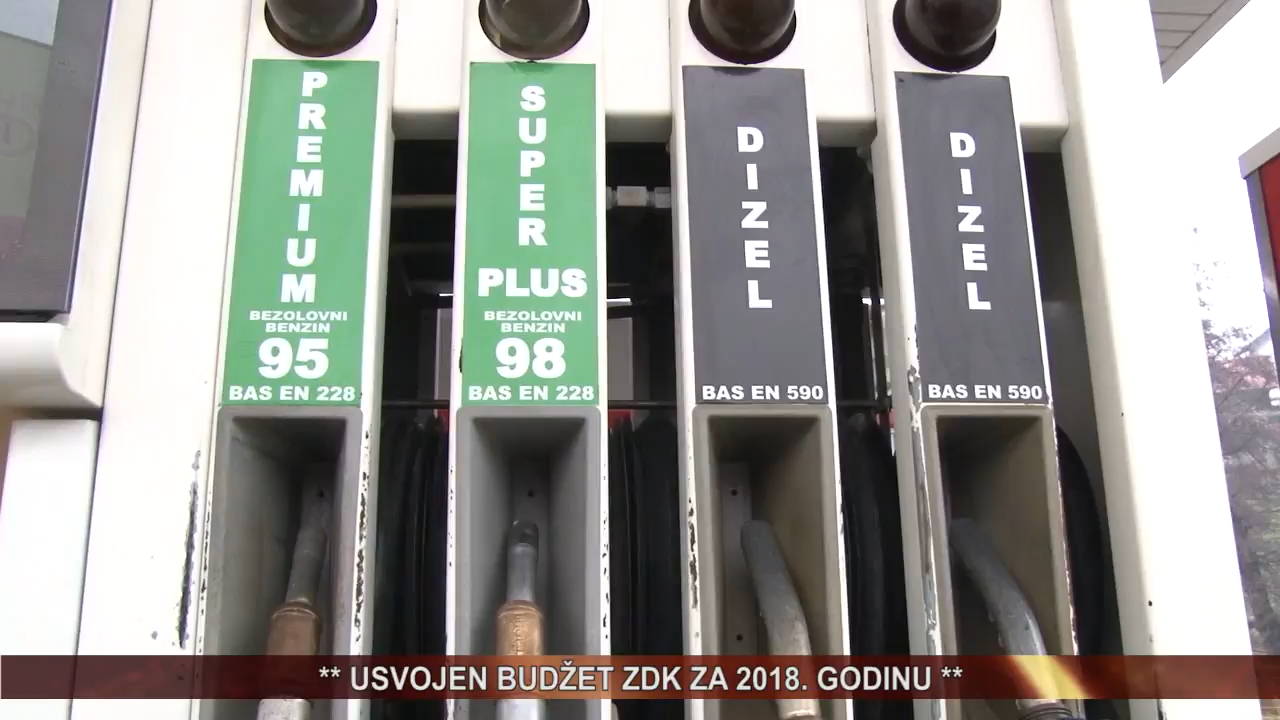 PREMIUM
BEZOLOVNI
BENZIN
95
BAS EN 228
SUPER
PLUS
BEZOLOVNI
BENZIN
98
BAS EN 228
DIZEL
BAS EN 590
DIZEL
BAS EN 590
** USVOJEN BUDŽET ZDK ZA 2018. GODINU **